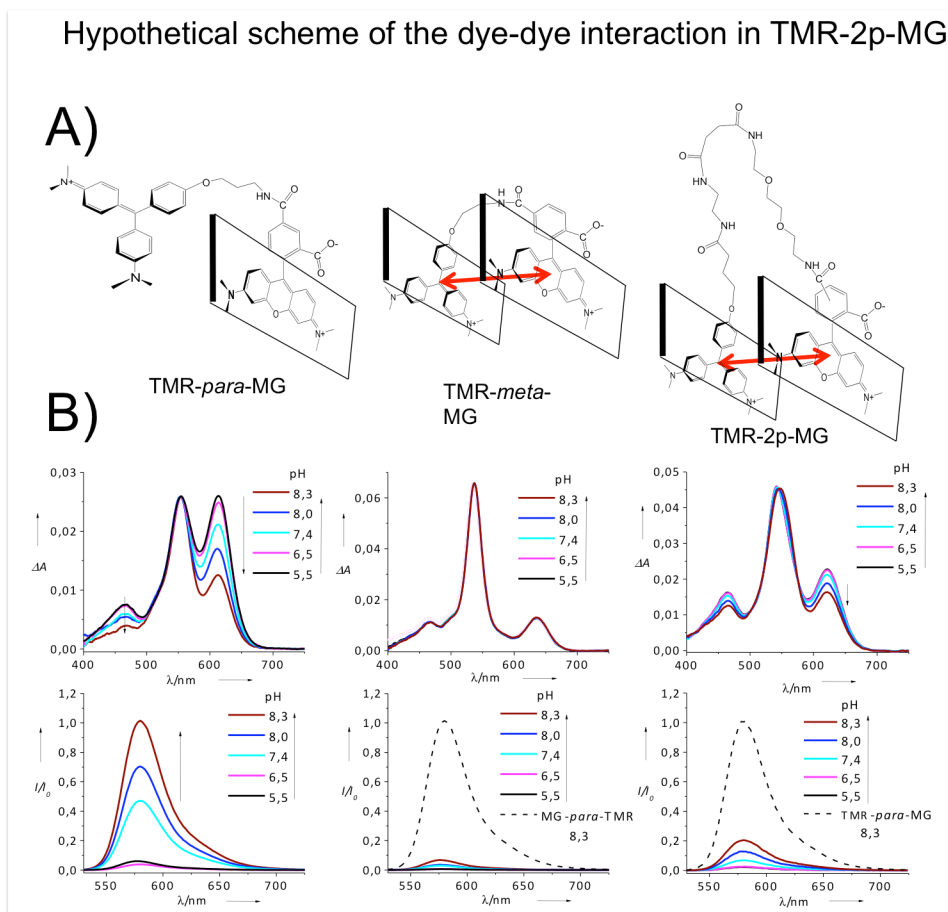 Hypothetical scheme of the dye-dye interaction in TMR-2p-MG
A)
N+
N
O
HN
O
C
C
O
O-
N
O
N+
TMR-para-MG
H
N
O
C
O
C
O
O-
N
N+
N
O
N+
TMR-meta-
MG
O
NH
O
NH
O
O
NH
O
O
HN
O
C
O
C
O
O-
N
N+
N
O
N+
TMR-2p-MG
B)
0,03
0,02
0,01
0,00
ΔA
400 500 600 700
λ/nm
pH
8,3
8,0
7,4
6,5
5,5
0,06
0,04
0,02
0,00
ΔA
400 500 600 700
λ/nm
pH
8,3
8,0
7,4
6,5
5,5
0,05
0,04
0,03
0,02
0,01
0,00
ΔA
400 500 600 700
λ/nm
pH
8,3
8,0
7,4
6,5
5,5
1,2
1,0
0,8
0,6
0,4
0,2
0,0
I/I0
550 600 650 700
λ/nm
pH
8,3
8,0
7,4
6,5
5,5
1,2
1,0
0,8
0,6
0,4
0,2
0,0
I/I0
550 600 650 700
λ/nm
pH
8,3
8,0
7,4
6,5
5,5
MG-para-TMR
8,3
1,2
1,0
0,8
0,6
0,4
0,2
0,0
I/I0
550 600 650 700
λ/nm
pH
8,3
8,0
7,4
6,5
5,5
TMR-para-MG
8,3